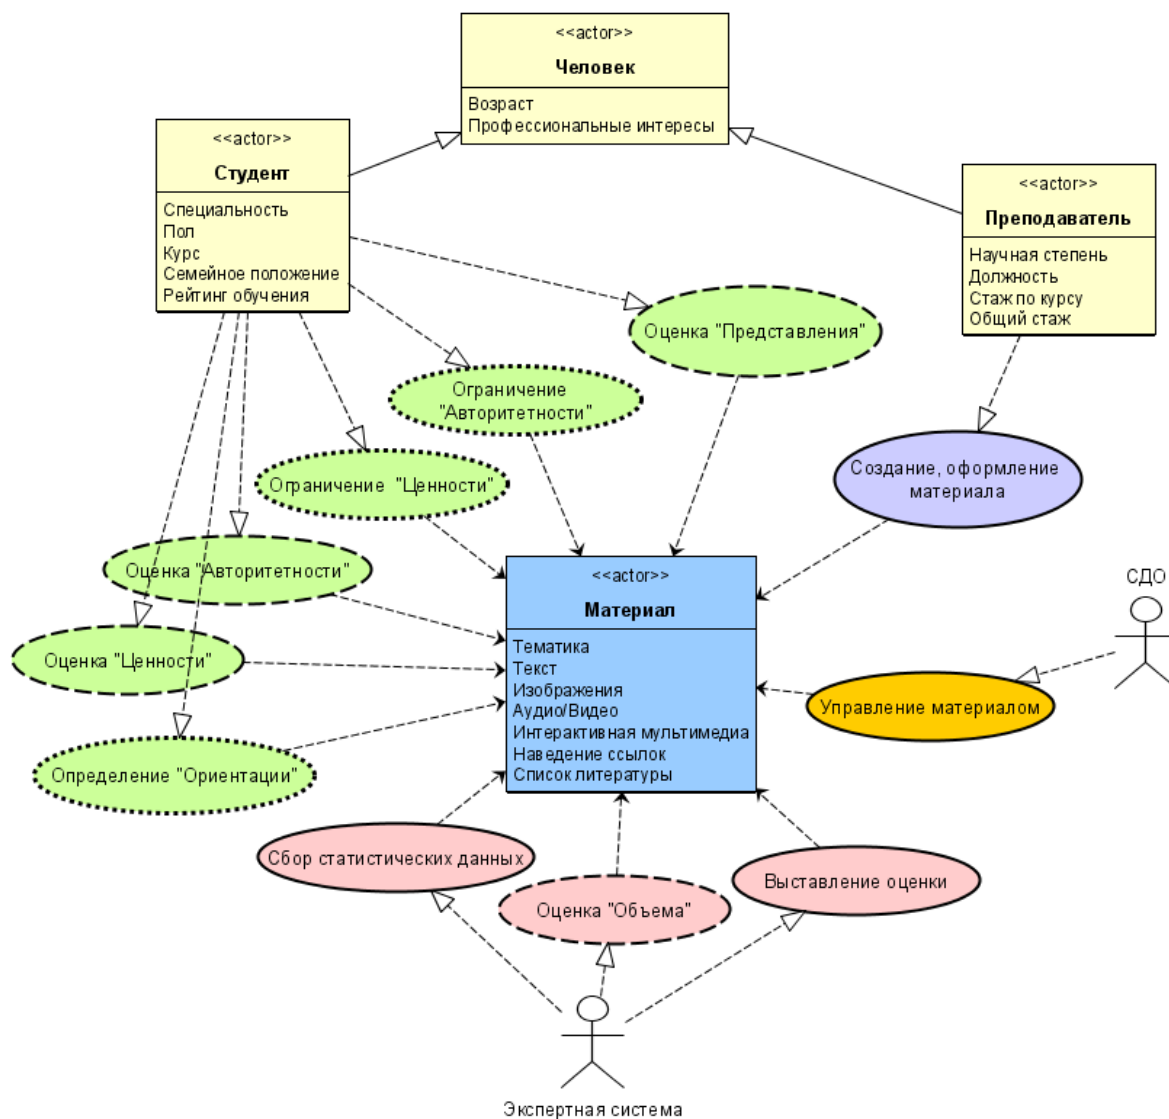 <<actor>>
Человек
Возраст
Профессиональные интересы
<<actor>>
Студент
Специальность
Пол
Курс
Семейное положение
Рейтинг обучения
<<actor>>
Преподаватель
Научная степень
Должность
Стаж по курсу
Общий стаж
Оценка "Представления"
Ограничение
"Авторитетности"
Ограничение "Ценности"
Создание, оформление
материала
Оценка "Авторитетности"
Оценка "Ценности"
Определение "Ориентации"
<<actor>>
Материал
Тематика
Текст
Изображения
Аудио/Видео
Интерактивная мультимедиа
Наведение ссылок
Список литературы
СДО
Управление материалом
Сбор статистических данных
Оценка "Объема"
Выставление оценки
Экспертная система